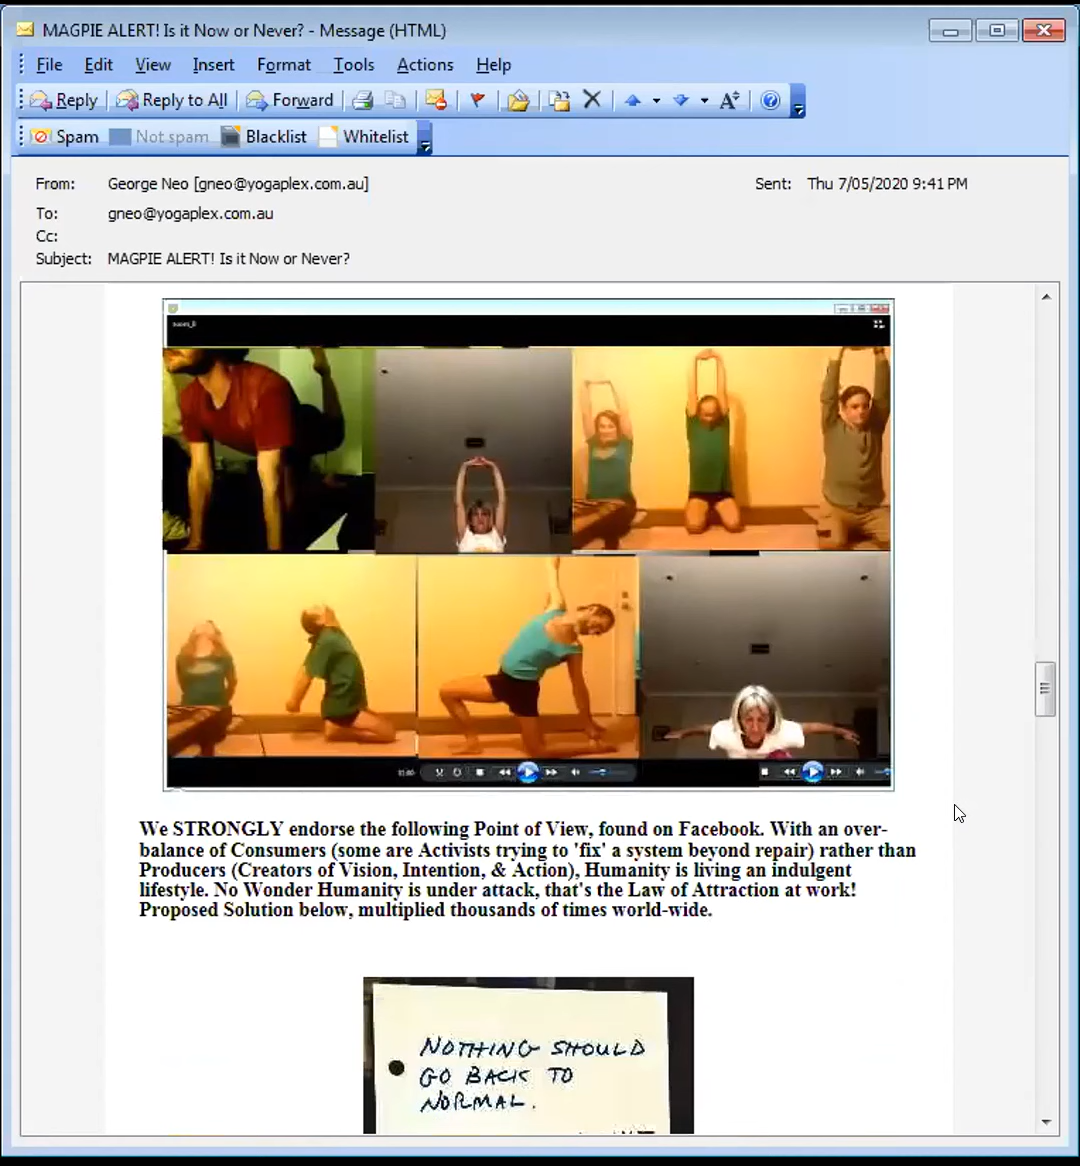 MAGPIE ALERT! Is it Now or Never? - Message (HTML)
File Edit View Insert Format Tools Actions Help
Reply Reply to All Forward
Spam Not spam Blacklist Whitelist
From: George Neo [gneo@yogaplex.com.au] Sent: Thu 7/05/2020 9:41 PM
To: gneo@yogaplex.com.au
Cc:
Subject: MAGPIE ALERT! Is it Now or Never?
We STRONGLY endorse the following Point of View, found on Facebook. With an over-
balance of Consumers (some are Activists trying to 'fix' a system beyond repair) rather than
Producers (Creators of Vision, Intention, & Action), Humanity is living an indulgent
lifestyle. No Wonder Humanity is under attack, that's the Law of Attraction at work!
Proposed Solution below, multiplied thousands of times world-wide.
NOTHING SHOULD
GO BACK TO
NORMAL.